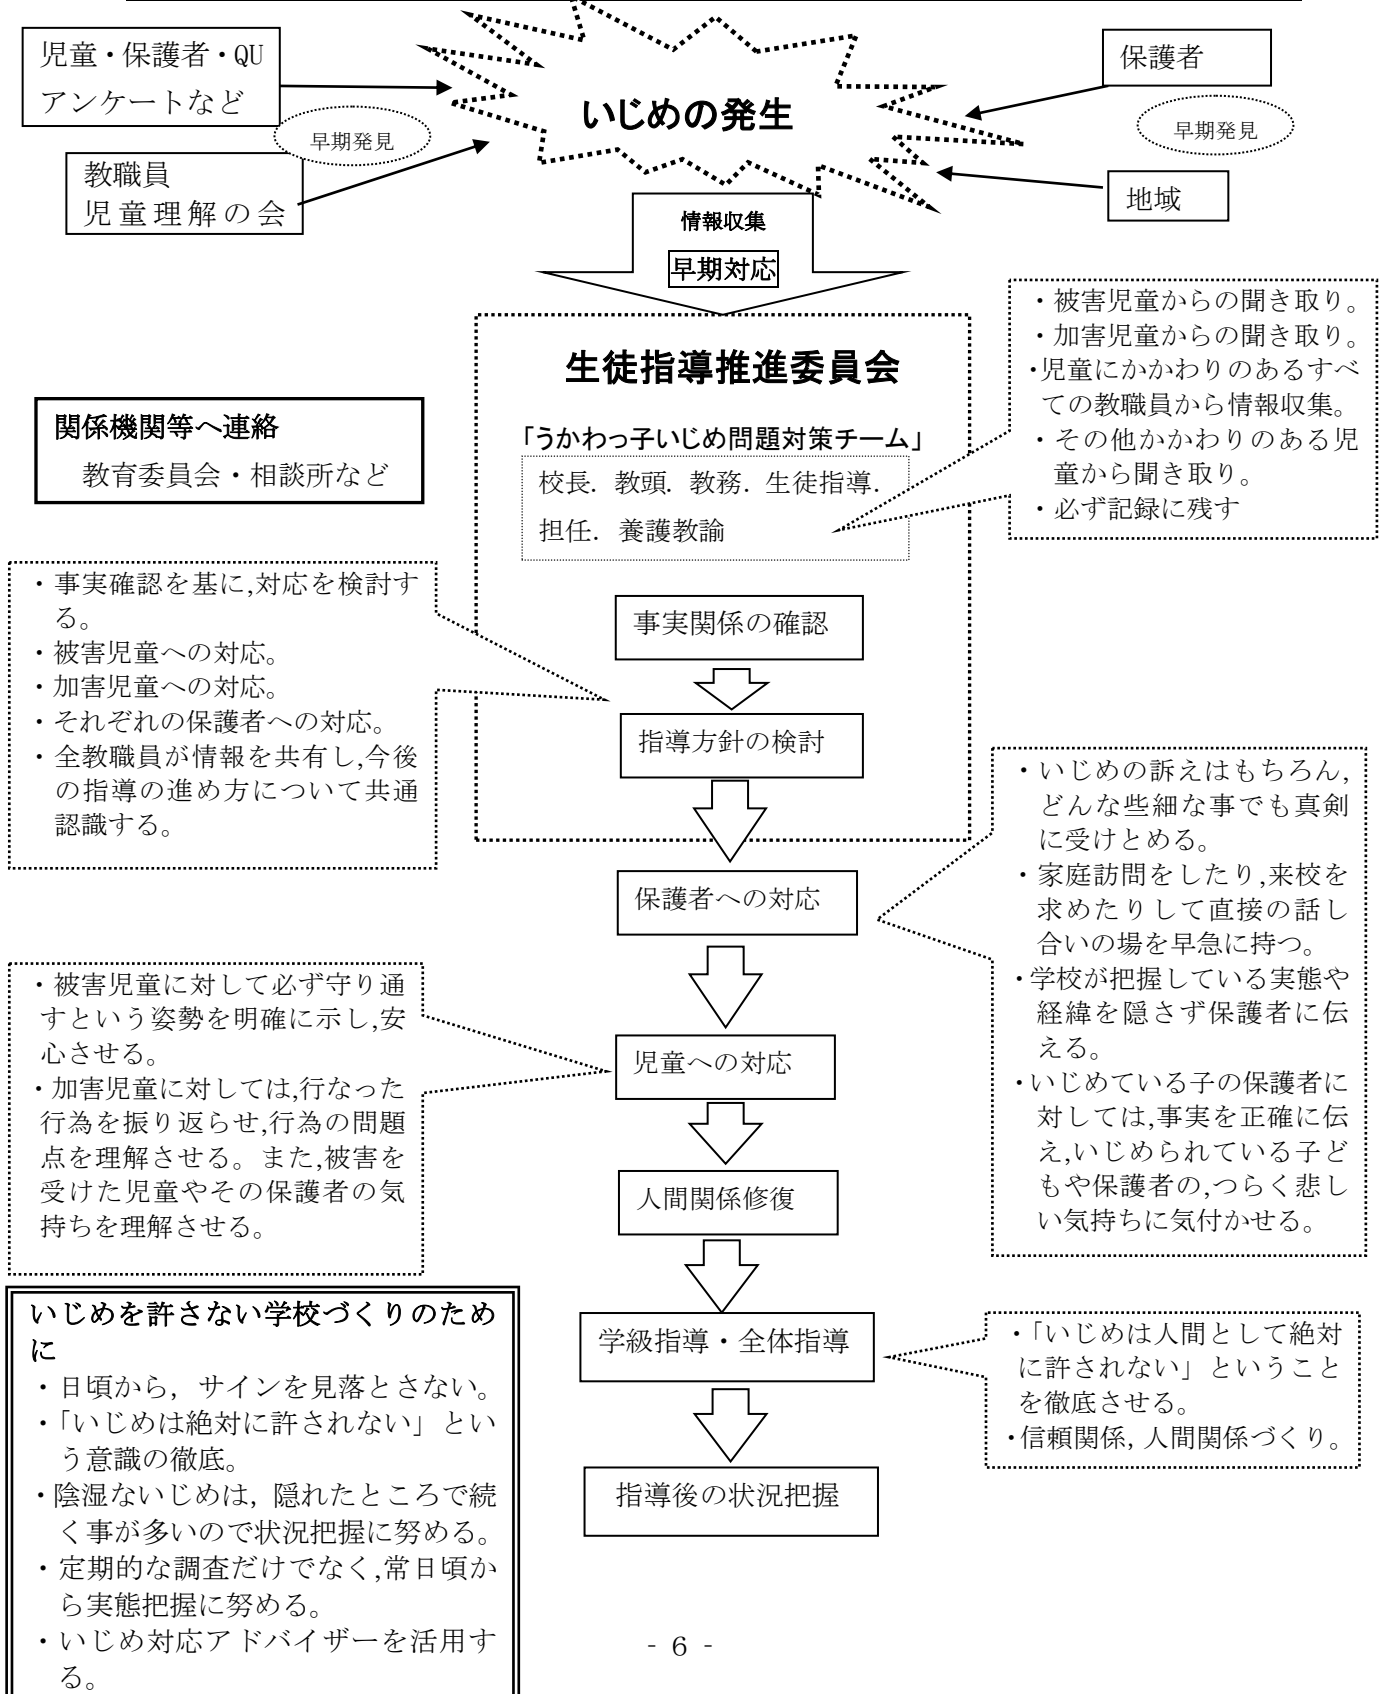 児童・保護者・QU
アンケートなど
早期発見
教職員
児童理解の会
いじめの発生
保護者
早期発見
地域
情報収集
早期対応
・被害児童からの聞き取り。
・加害児童からの聞き取り。
・児童にかかわりのあるすべ
ての教職員から情報収集。
・その他かかわりのある児
童から聞き取り。
・必ず記録に残す
生徒指導推進委員会
「うかわっ子いじめ問題対策チーム」
校長．教頭．教務．生徒指導．
担任．養護教諭
関係機関等へ連絡
教育委員会・相談所など
・事実確認を基に,対応を検討す
る。
・被害児童への対応。
・加害児童への対応。
・それぞれの保護者への対応。
・全教職員が情報を共有し,今後
の指導の進め方について共通
認識する。
事実関係の確認
指導方針の検討
保護者への対応
・いじめの訴えはもちろん,
どんな些細な事でも真剣
に受けとめる。
・家庭訪問をしたり,来校を
求めたりして直接の話し
合いの場を早急に持つ。
・学校が把握している実態や
経緯を隠さず保護者に伝
える。
・いじめている子の保護者に
対しては,事実を正確に伝
え,いじめられている子ど
もや保護者の,つらく悲し
い気持ちに気付かせる。
・被害児童に対して必ず守り通
すという姿勢を明確に示し,安
心させる。
・加害児童に対しては,行なった
行為を振り返らせ,行為の問題
点を理解させる。また,被害を
受けた児童やその保護者の気
持ちを理解させる。
児童への対応
人間関係修復
学級指導・全体指導
・「いじめは人間として絶対
に許されない」ということ
を徹底させる。
・信頼関係,人間関係づくり。
指導後の状況把握
いじめを許さない学校づくりのため
に
・日頃から，サインを見落とさない。
・「いじめは絶対に許されない」とい
う意識の徹底。
・陰湿ないじめは，隠れたところで続
く事が多いので状況把握に努める。
・定期的な調査だけでなく,常日頃か
ら実態把握に努める。
・いじめ対応アドバイザーを活用す
る。
- 6 -